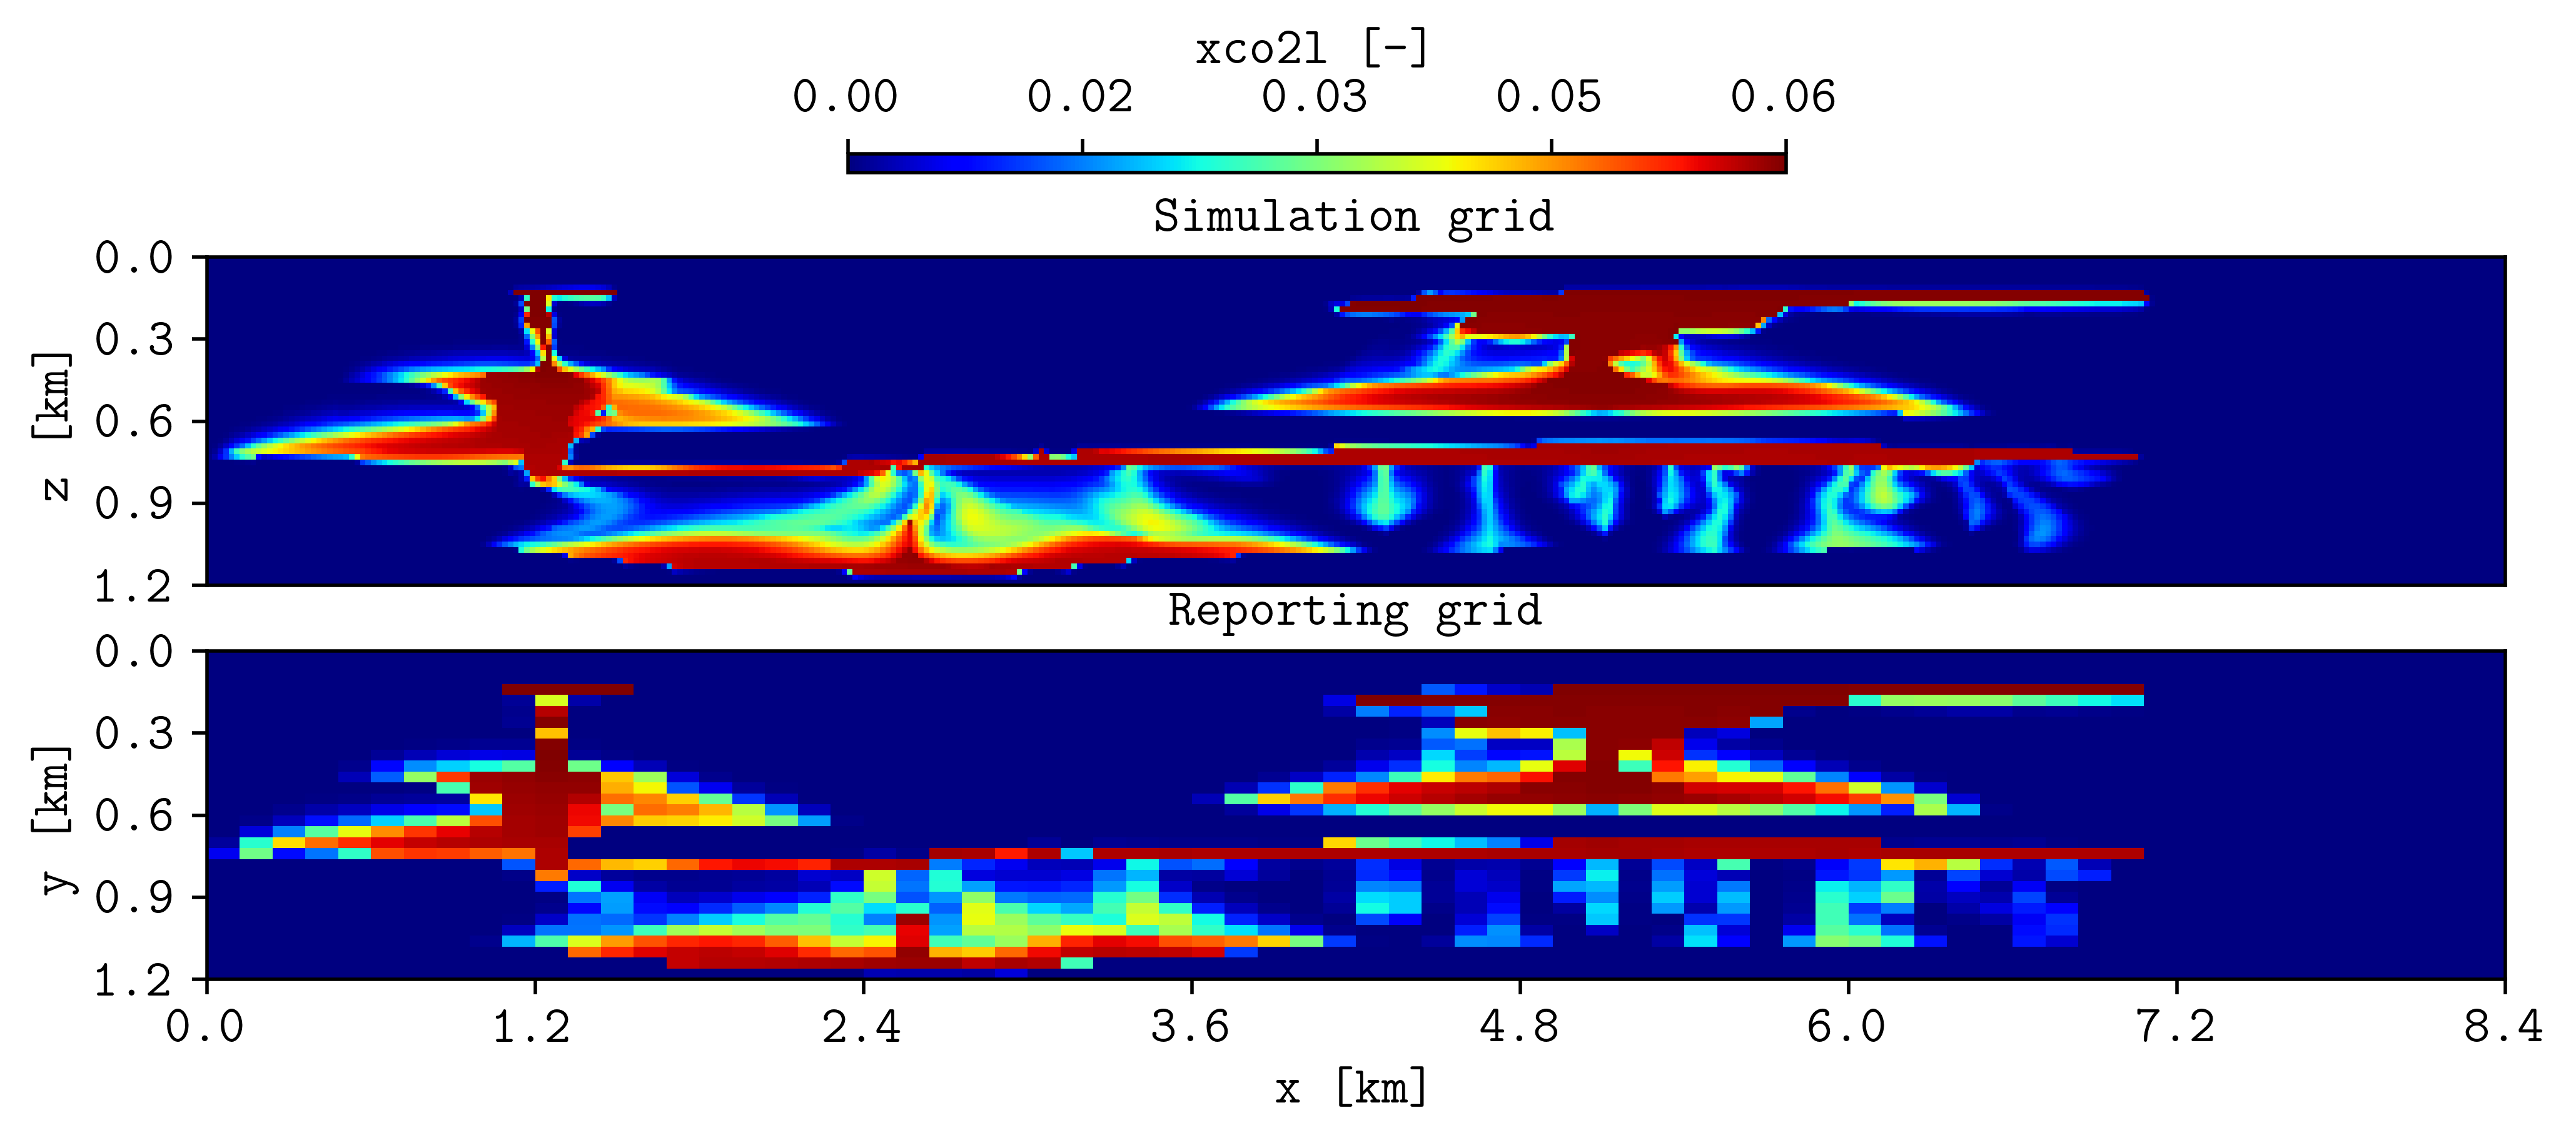 xco2l [-]
0.00 0.02 0.03 0.05 0.06
Simulation grid
0.0
0.3
0.6
0.9
1.2
z [km]
Reporting grid
0.0
0.3
0.6
0.9
1.2
y [km]
0.0 1.2 2.4 3.6 4.8 6.0 7.2 8.4
x [km]